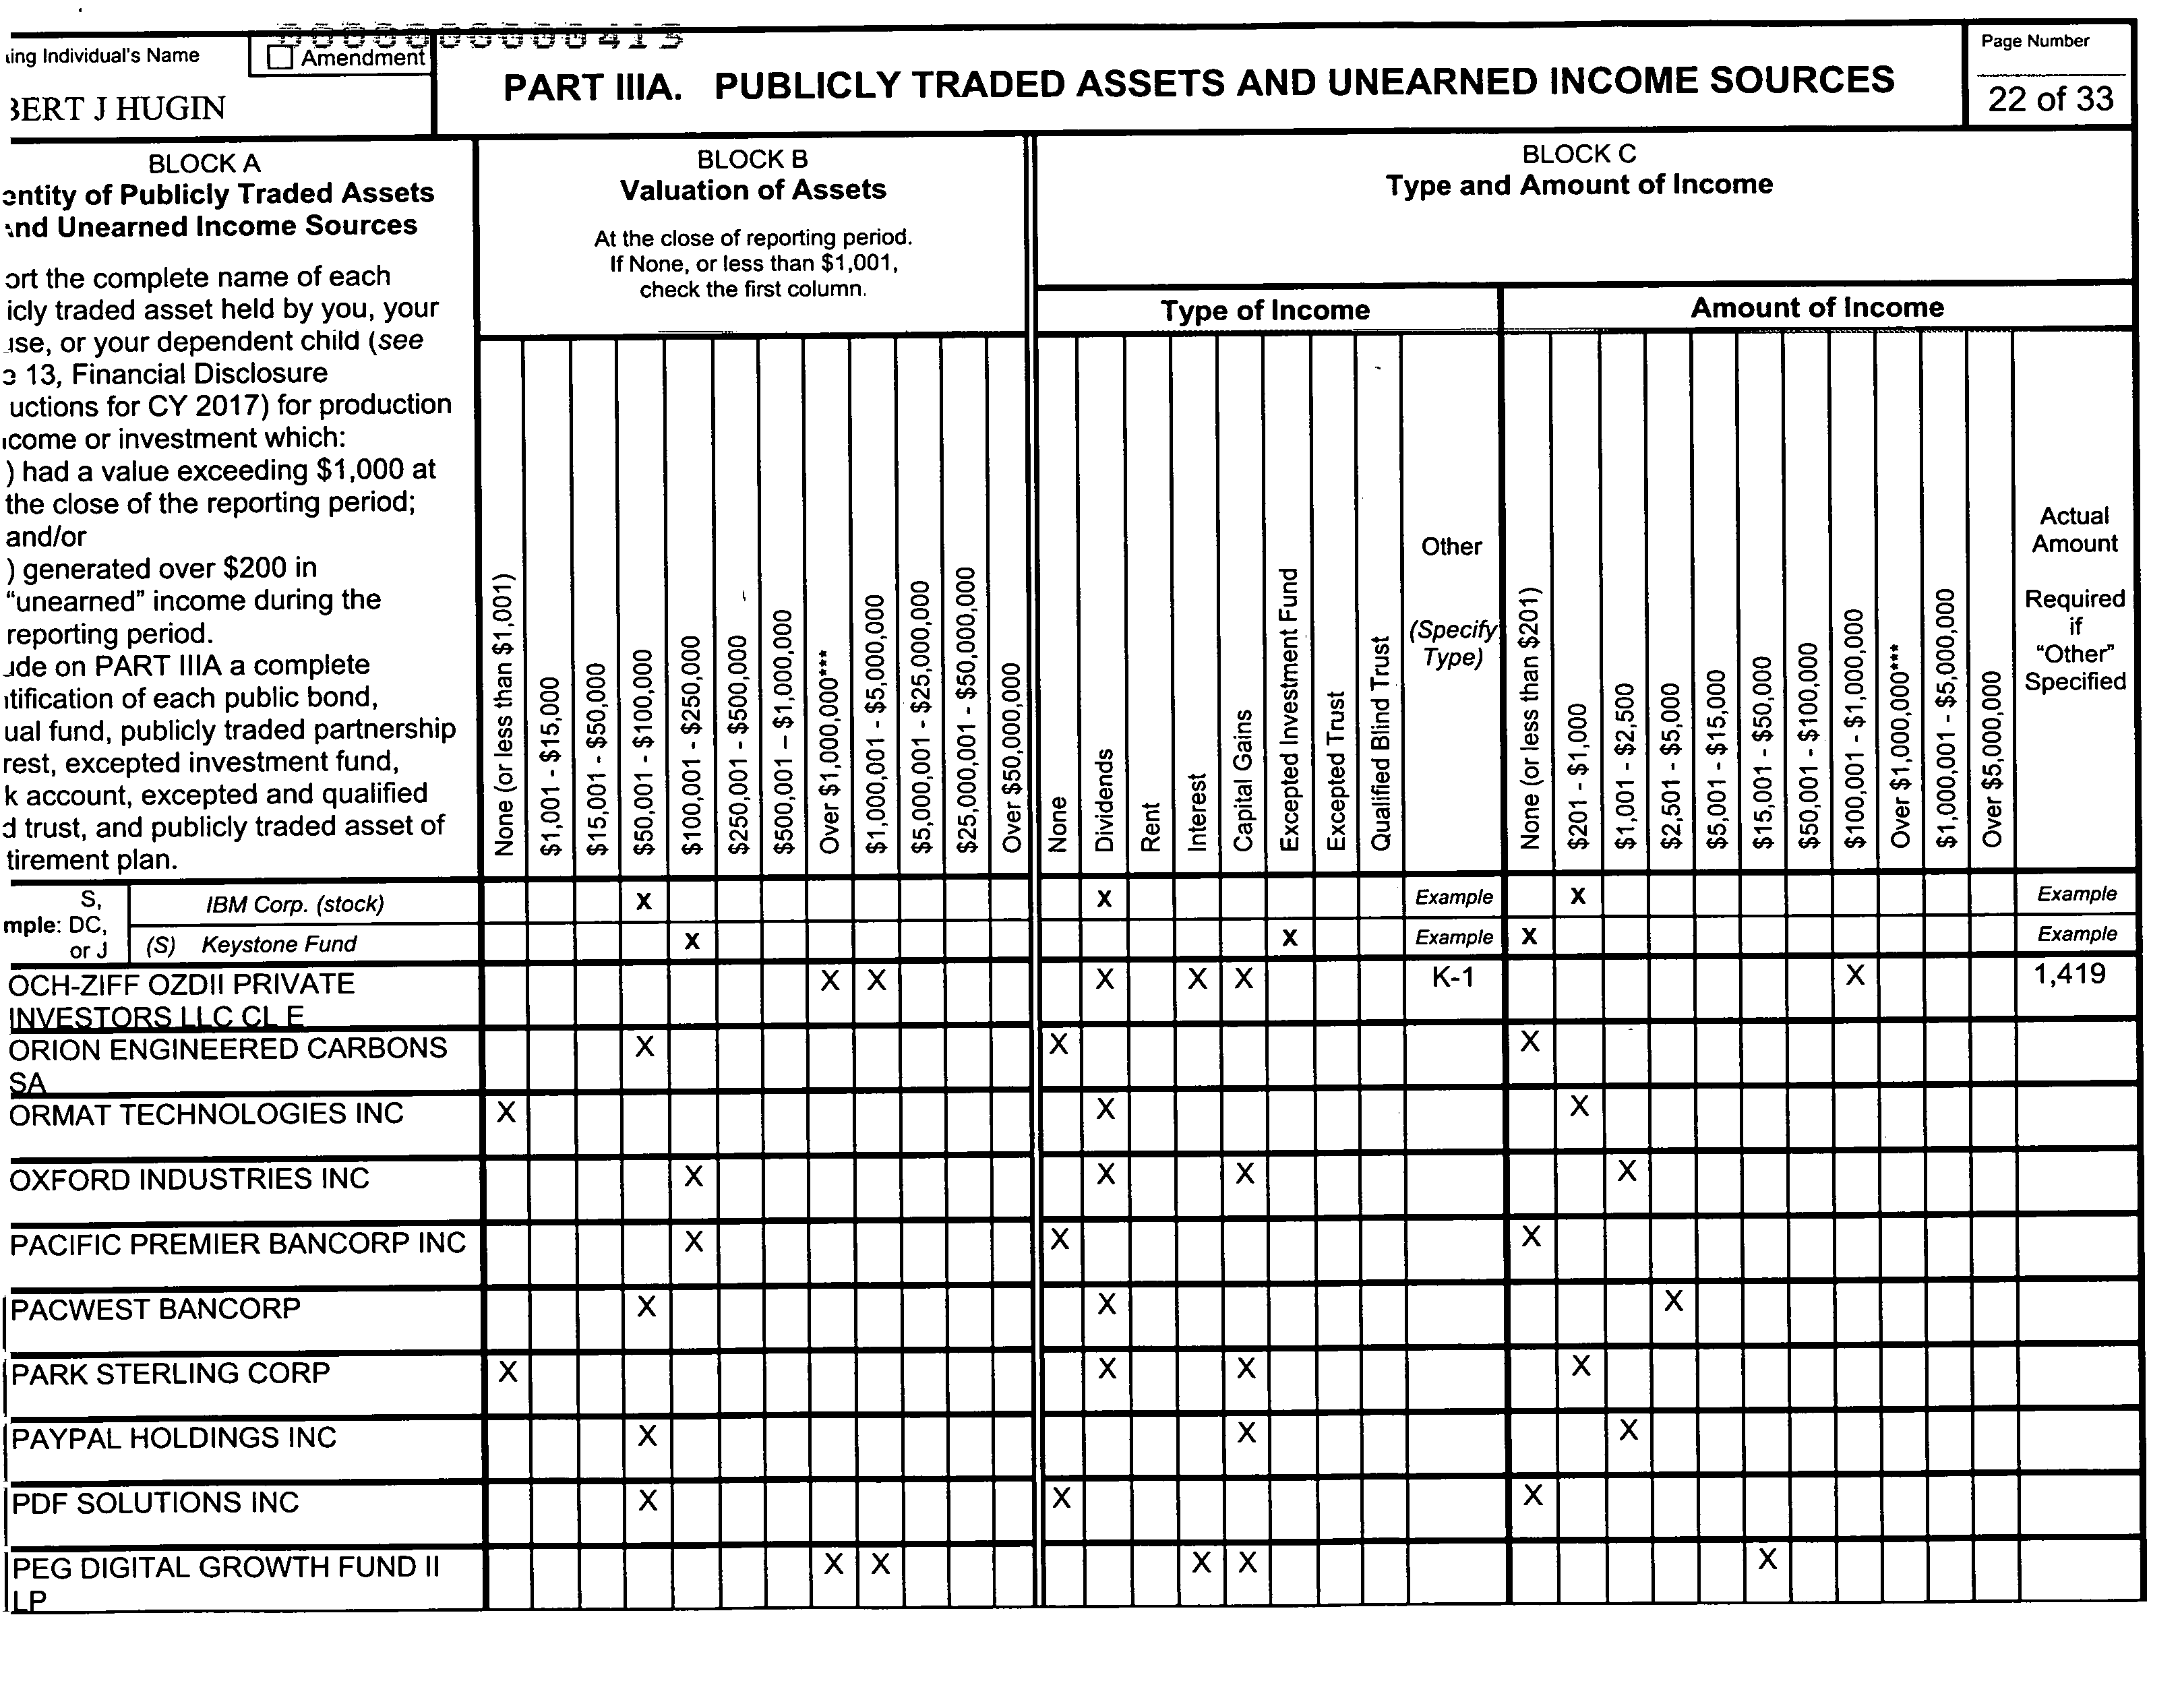 0000000000413
ing Individual's Name
Amendment
BERT J HUGIN
PART IIIA. PUBLICLY TRADED ASSETS AND UNEARNED INCOME SOURCES
Page Number
22 of 33
BLOCK A
entity of Publicly Traded Assets
and Unearned Income Sources
ort the complete name of each
icly traded asset held by you, your
use, or your dependent child (see
e 13, Financial Disclosure
uctions for CY 2017) for production
ncome or investment which:
) had a value exceeding $1,000 at
the close of the reporting period;
and/or
) generated over $200 in
"unearned" income during the
reporting period.
ude on PART IIIA a complete
ntification of each public bond,
ual fund, publicly traded partnership
rest, excepted investment fund,
k account, excepted and qualified
d trust, and publicly traded asset of
tirement plan.
BLOCK B
Valuation of Assets
At the close of reporting period.
If None, or less than $1,001,
check the first column.
None (or less than $1,001)
$1,001 - $15,000
$15,001 - $50,000
$50,001 - $100,000
$100,001 - $250,000
$250,001 - $500,000
$500,001 – $1,000,000
Over $1,000,000***
$1,000,001 - $5,000,000
$5,000,001 - $25,000,000
$25,000,001 - $50,000,000
Over $50,000,000
BLOCK C
Type and Amount of Income
Type of Income
None
Dividends
Rent
Interest
Capital Gains
Excepted Investment Fund
Excepted Trust
Qualified Blind Trust
Other
(Specify
Type)
Amount of Income
None (or less than $201)
$201 - $1,000
$1,001 - $2,500
$2,501 - $5,000
$5,001 - $15,000
$15,001 - $50,000
$50,001 - $100,000
$100,001 - $1,000,000
Over $1,000,000***
$1,000,001 - $5,000,000
Over $5,000,000
Actual
Amount
Required
if
"Other"
Specified
mple: S, DC, or J
IBM Corp. (stock) X X Example X Example
(S) Keystone Fund X X Example X Example
OCH-ZIFF OZDII PRIVATE X X X X X K-1 X 1,419
INVESTORS LLC CL E
ORION ENGINEERED CARBONS X X X
SA
ORMAT TECHNOLOGIES INC X X X
OXFORD INDUSTRIES INC X X X X
PACIFIC PREMIER BANCORP INC X X X
PACWEST BANCORP X X X
PARK STERLING CORP X X X X
PAYPAL HOLDINGS INC X X X
PDF SOLUTIONS INC X X X
PEG DIGITAL GROWTH FUND II X X X X X
LP